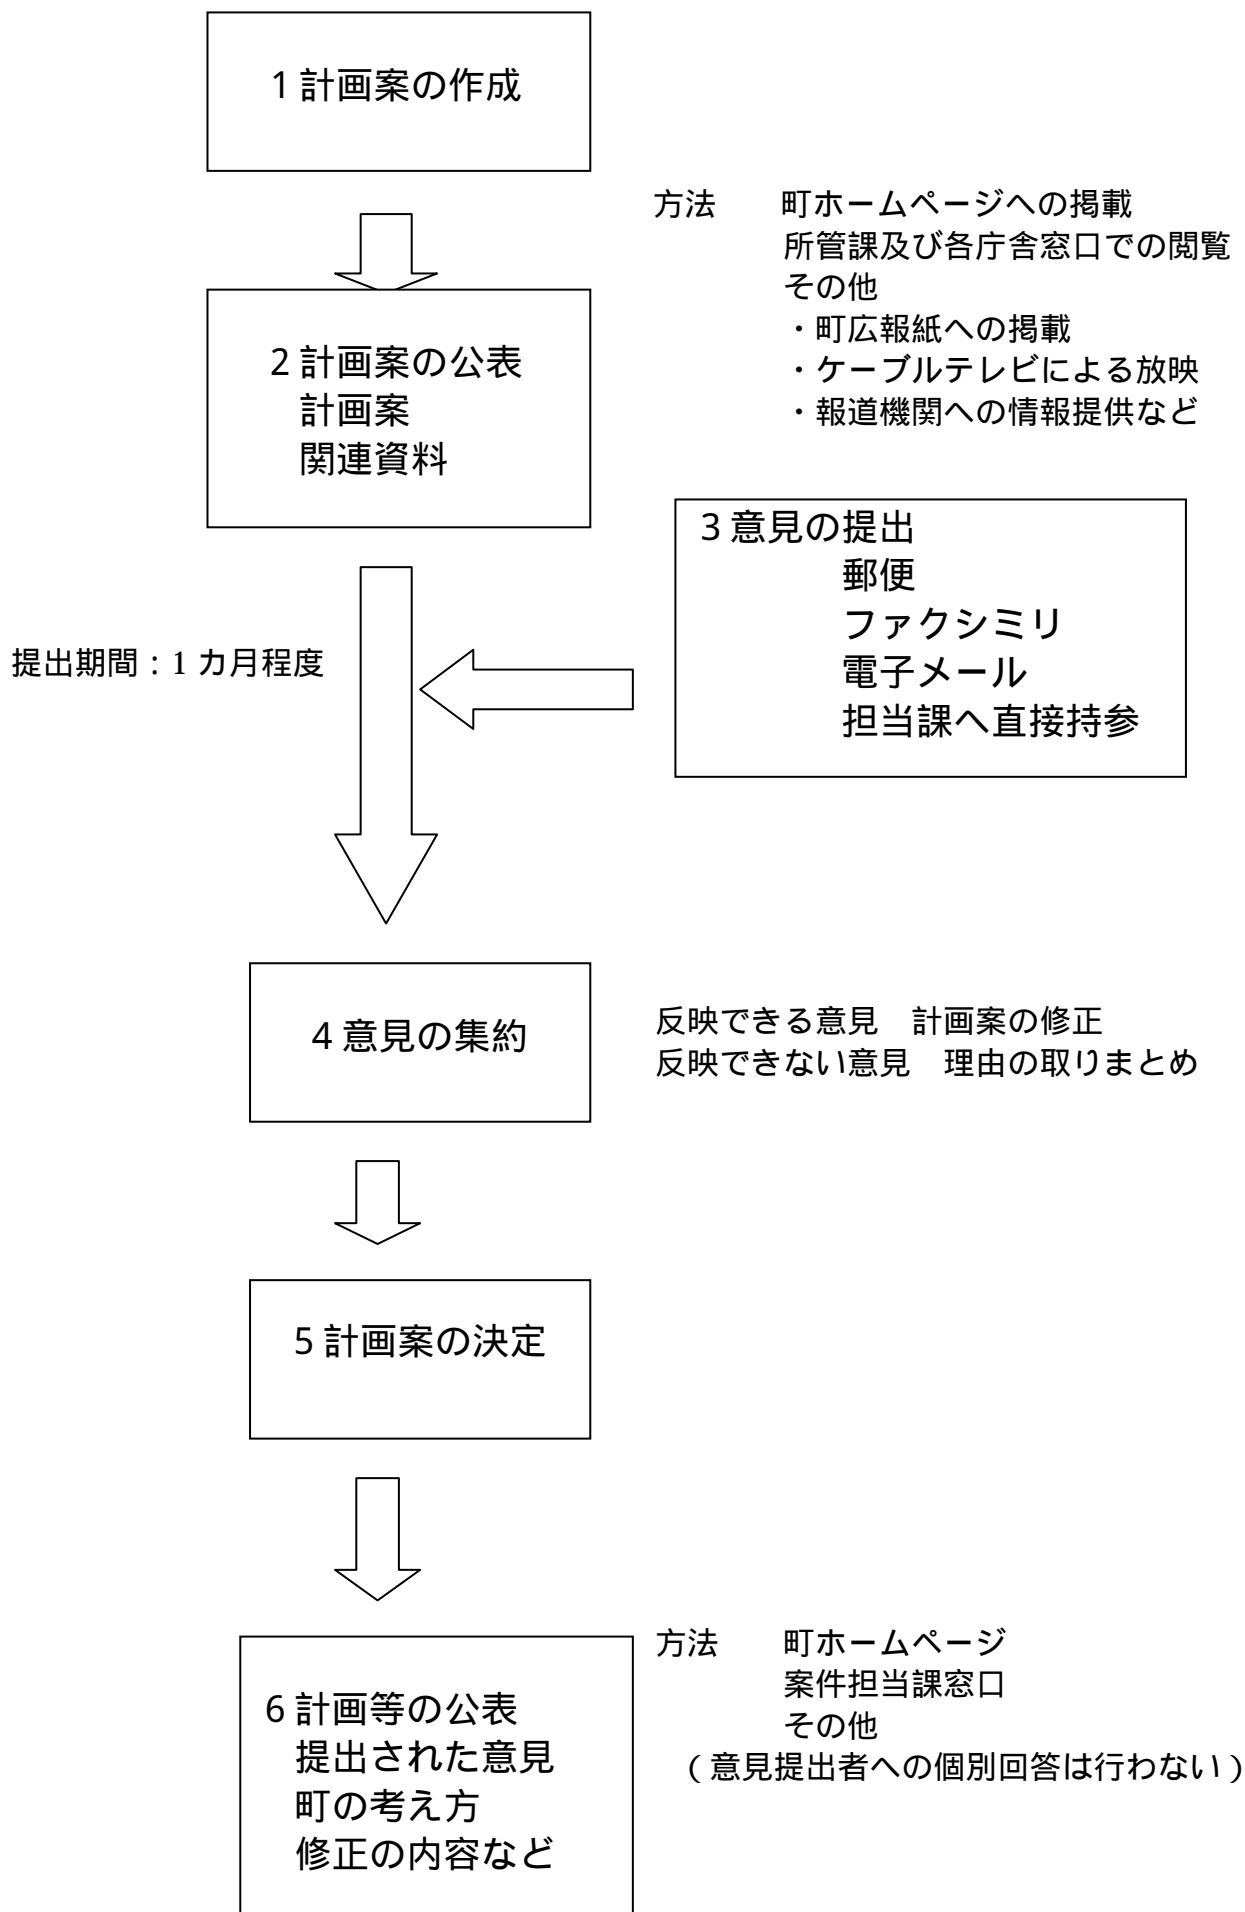 1計画案の作成
方法　　町ホームページへの掲載
所管課及び各庁舎窓口での閲覧
その他
・町広報紙への掲載
・ケーブルテレビによる放映
・報道機関への情報提供など
2計画案の公表
計画案
関連資料
3意見の提出
郵便
ファクシミリ
電子メール
担当課へ直接持参
提出期間：1カ月程度
4意見の集約
反映できる意見　計画案の修正
反映できない意見　理由の取りまとめ
5計画案の決定
方法　　町ホームページ
案件担当課窓口
その他
（意見提出者への個別回答は行わない）
6計画等の公表
提出された意見
町の考え方
修正の内容など